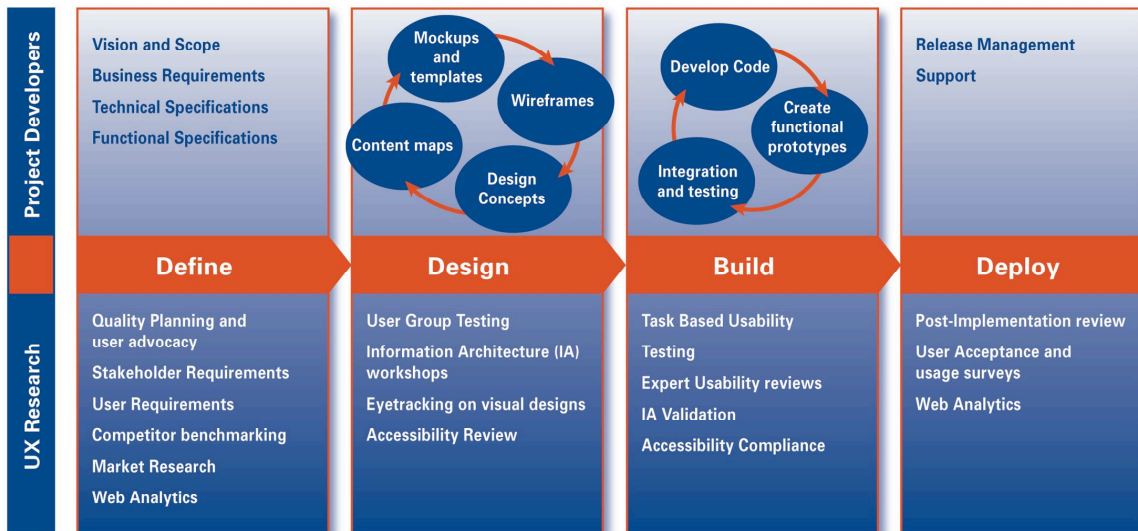 Project Developers
Vision and Scope
Business Requirements
Technical Specifications
Functional Specifications
Mockups
and
templates
Wireframes
Design
Concepts
Content maps
Develop Code
Create
functional
prototypes
Integration
and testing
Release Management
Support
Define
Design
Build
Deploy
UX Research
Quality Planning and
user advocacy
Stakeholder Requirements
User Requirements
Competitor benchmarking
Market Research
Web Analytics
User Group Testing
Information Architecture (IA)
workshops
Eyetracking on visual designs
Accessibility Review
Task Based Usability
Testing
Expert Usability reviews
IA Validation
Accessibility Compliance
Post-Implementation review
User Acceptance and
usage surveys
Web Analytics